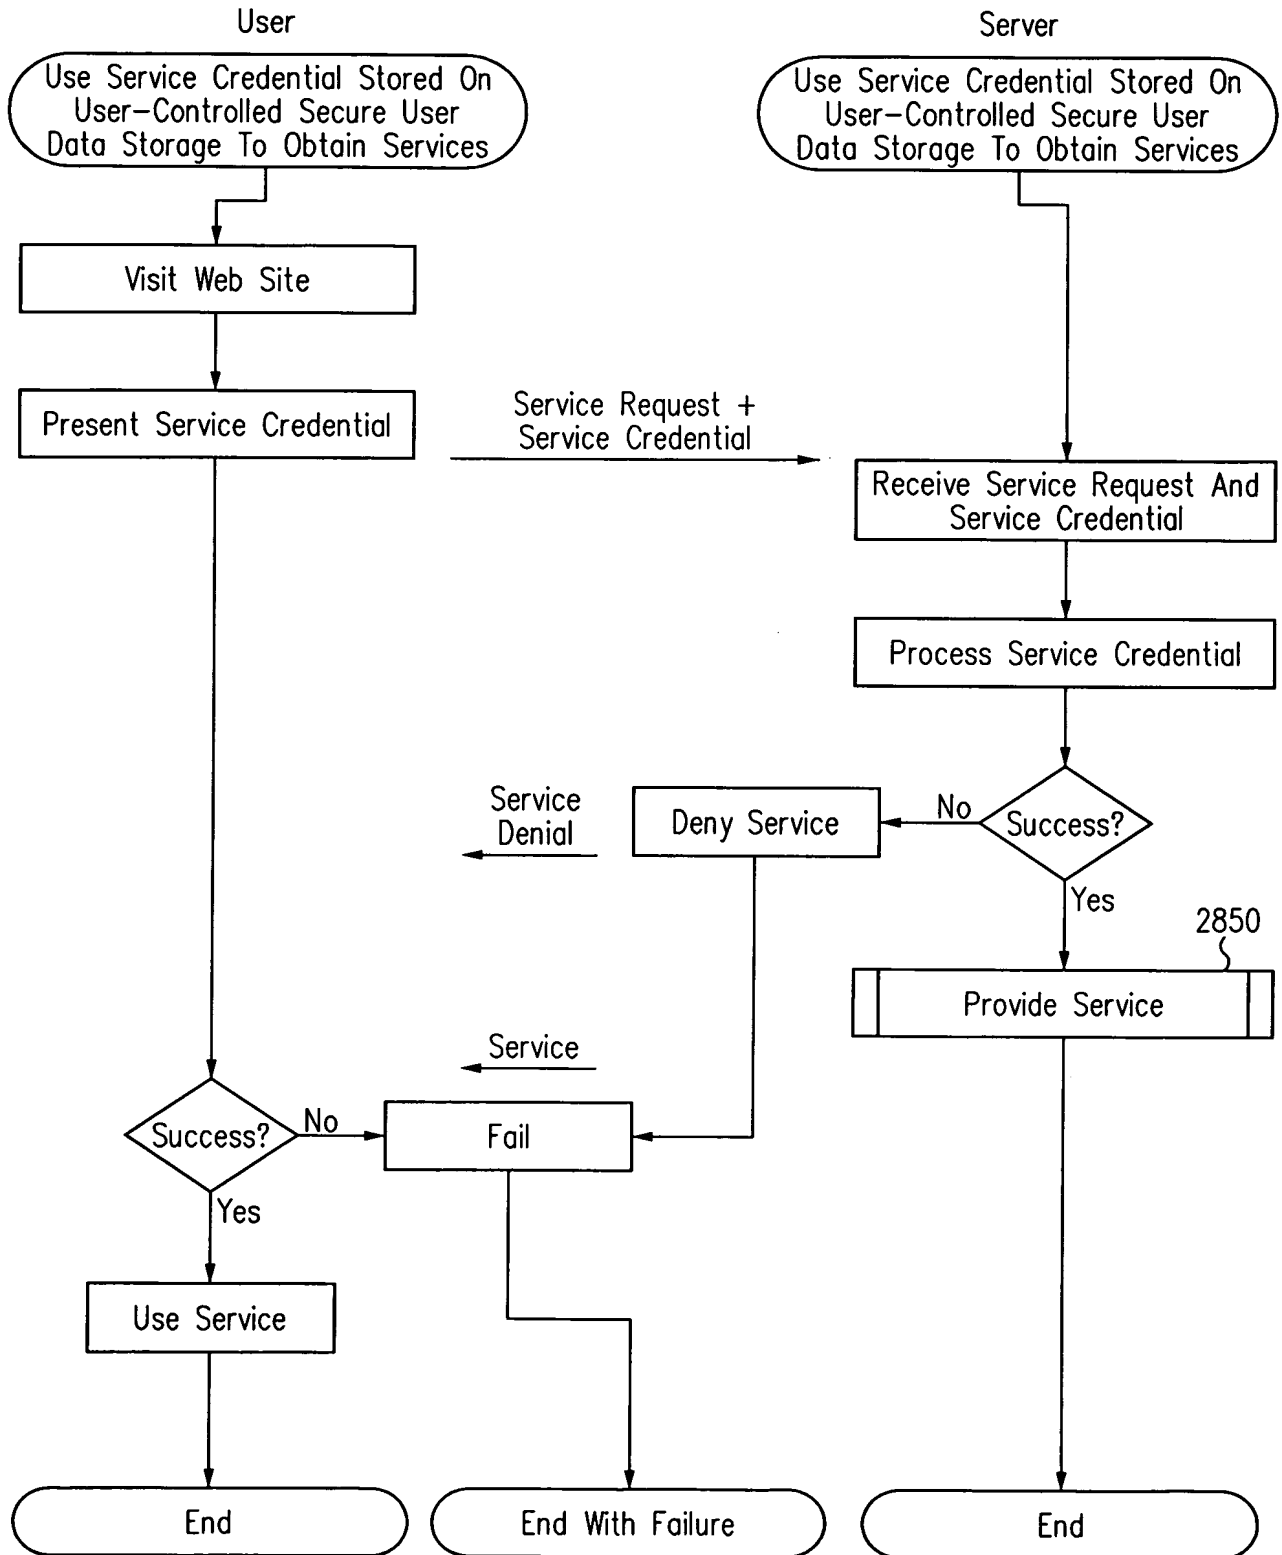 User
Server
Use Service Credential Stored On
User-Controlled Secure User
Data Storage To Obtain Services
Use Service Credential Stored On
User-Controlled Secure User
Data Storage To Obtain Services
Visit Web Site
Present Service Credential
Service Request +
Service Credential
Receive Service Request And
Service Credential
Process Service Credential
Service
Denial
Deny Service
No
Success?
Yes
2850
Provide Service
Service
Success?
No
Fail
Yes
Use Service
End
End With Failure
End